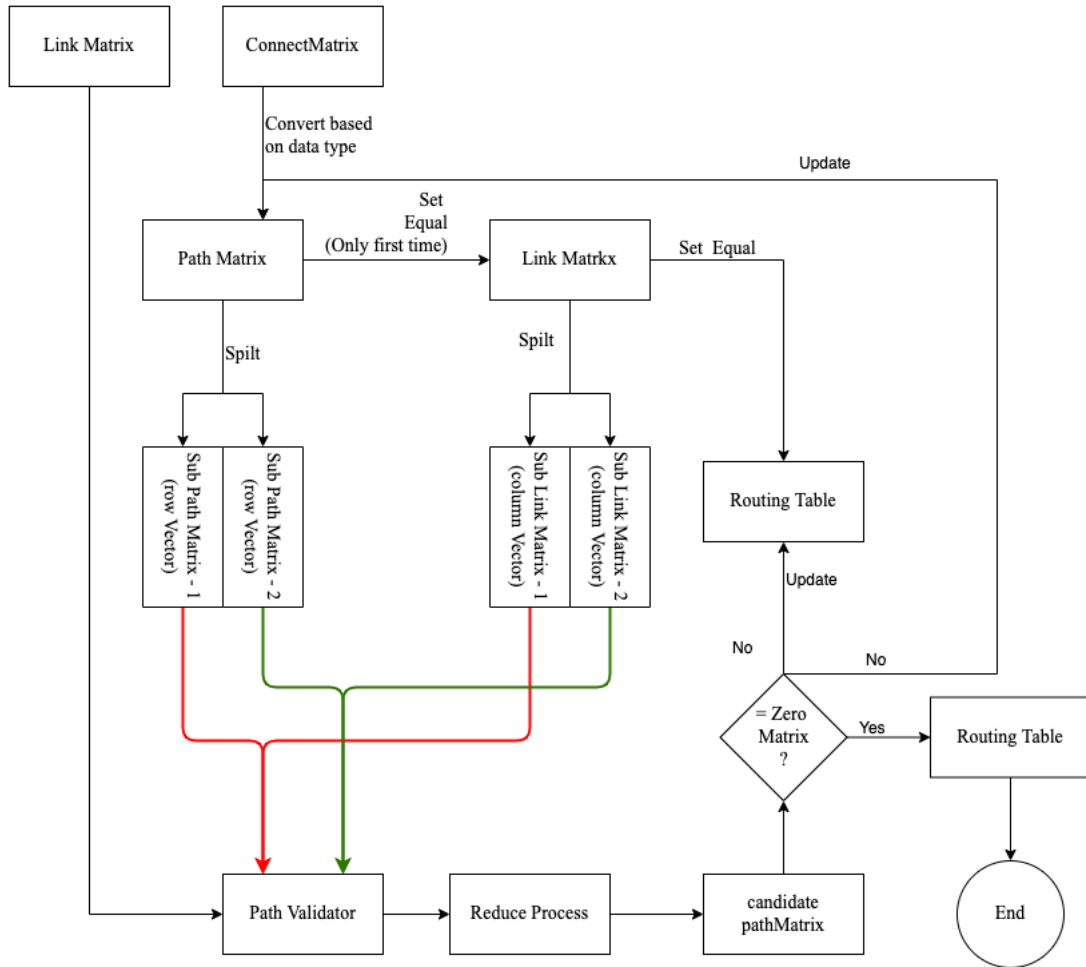 Link Matrix
ConnectMatrix
Convert based
on data type
Update
Set
Equal
(Only first time)
Path Matrix
Link Matrkx
Set Equal
Spilt
Spilt
Sub Path Matrix - 1
(row Vector)
Sub Path Matrix - 2
(row Vector)
Sub Link Matrix - 1
(column Vector)
Sub Link Matrix - 2
(column Vector)
Routing Table
Update
No
No
= Zero
Matrix
?
Yes
Routing Table
Path Validator
Reduce Process
candidate
pathMatrix
End